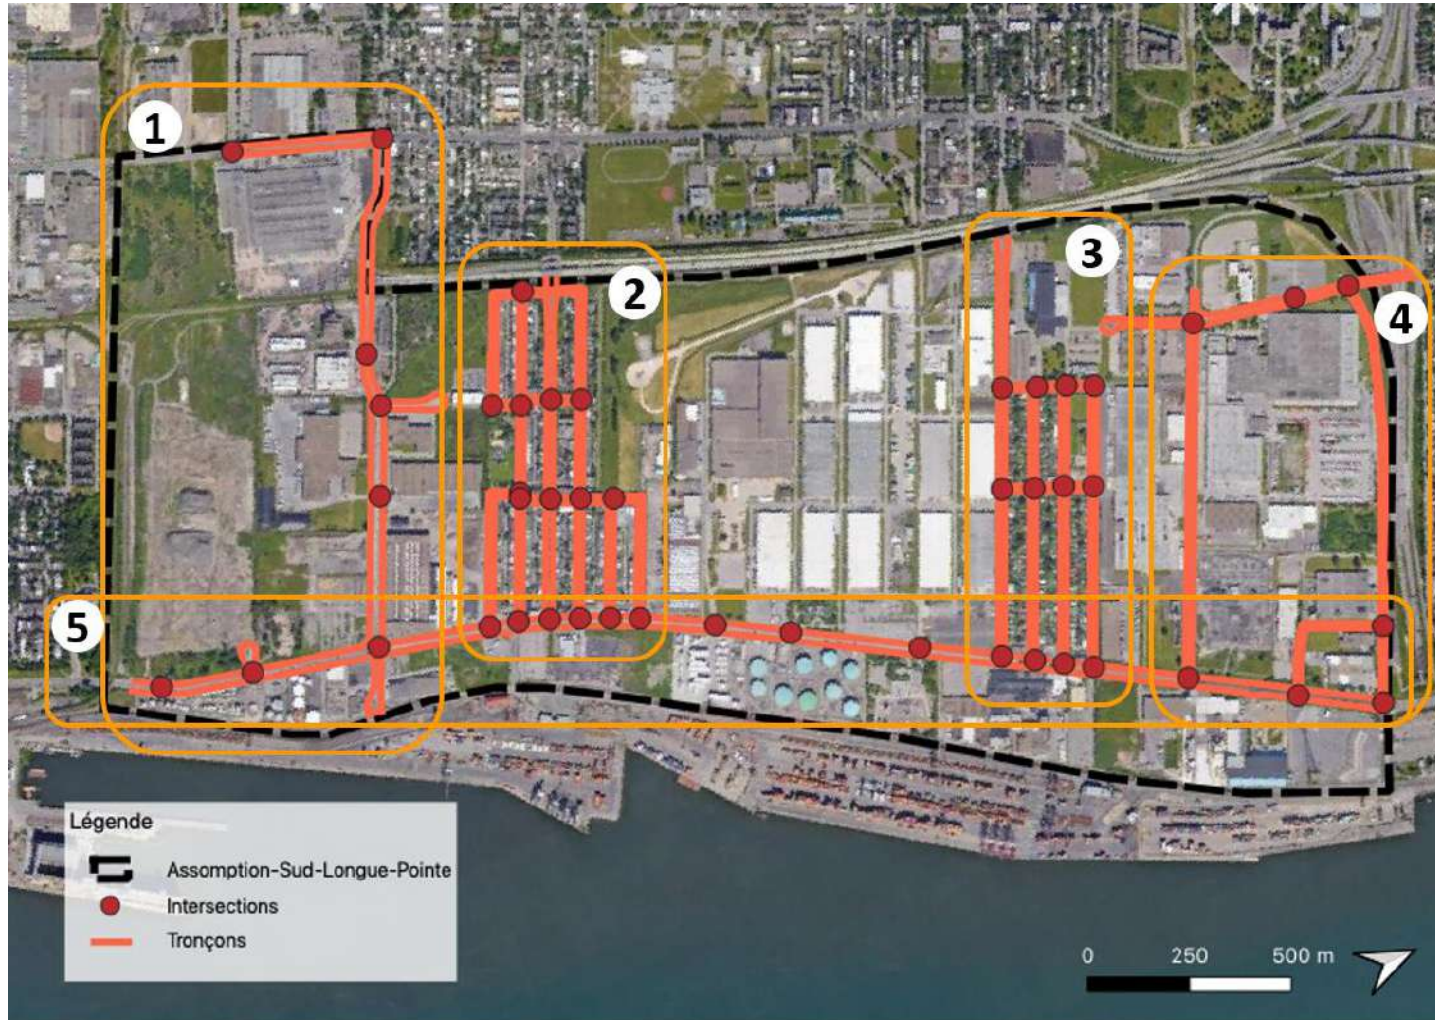 1
2
3
4
5
Légende
Assomption-Sud-Longue-Pointe
Intersections
Tronçons
0 250 500 m